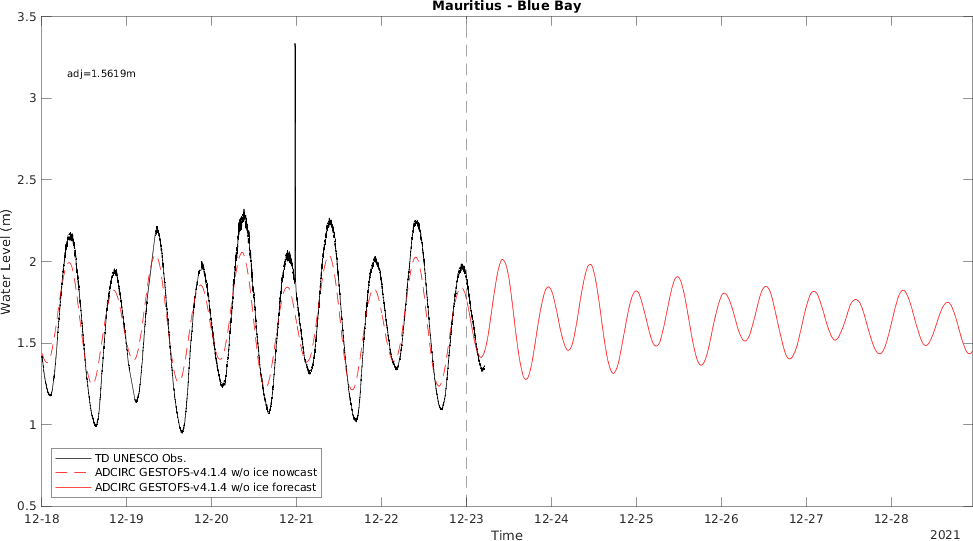 Mauritius - Blue Bay
3.5
3
2.5
2
1.5
1
0.5
Water Level (m)
adj=1.5619m
TD UNESCO Obs.
ADCIRC GESTOFS-v4.1.4 w/o ice nowcast
ADCIRC GESTOFS-v4.1.4 w/o ice forecast
12-18 12-19 12-20 12-21 12-22 12-23 12-24 12-25 12-26 12-27 12-28
Time
2021